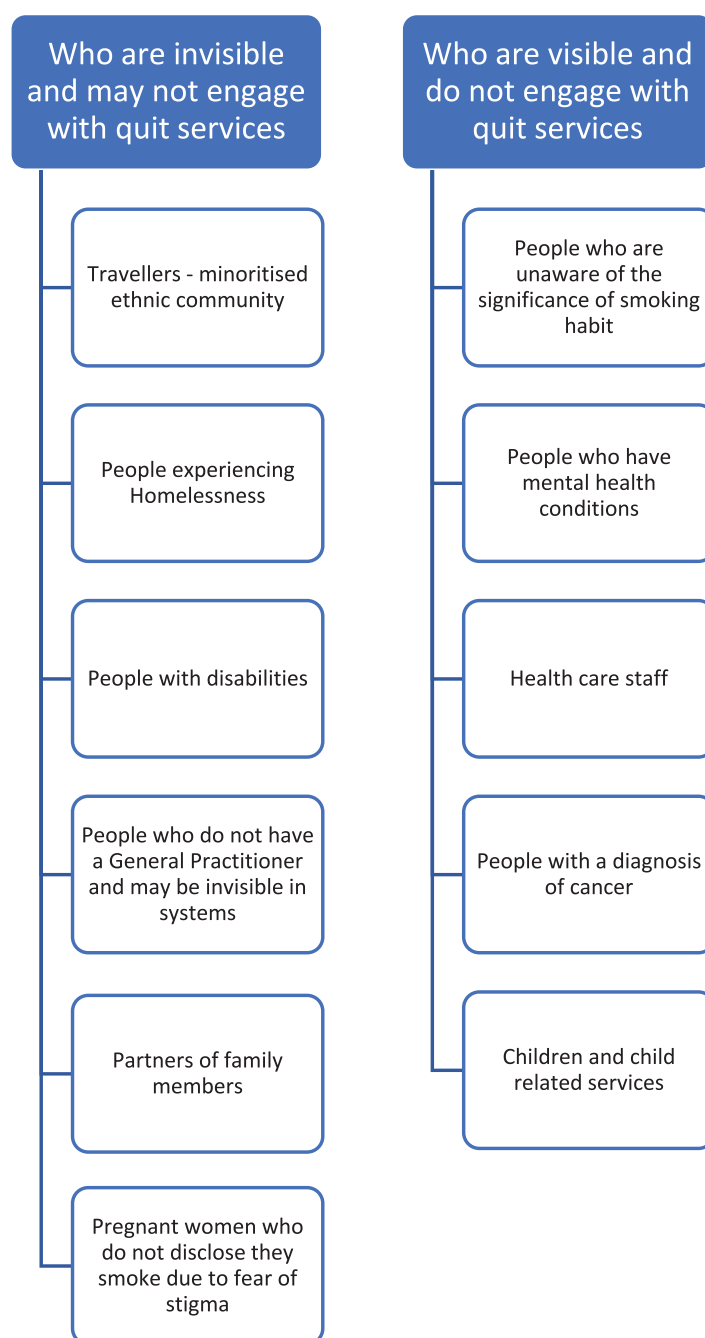 Who are invisible
and may not engage
with quit services
Travellers - minoritised
ethnic community
People experiencing
Homelessness
People with disabilities
People who do not have
a General Practitioner
and may be invisible in
systems
Partners of family
members
Pregnant women who
do not disclose they
smoke due to fear of
stigma
Who are visible and
do not engage with
quit services
People who are
unaware of the
significance of smoking
habit
People who have
mental health
conditions
Health care staff
People with a diagnosis
of cancer
Children and child
related services